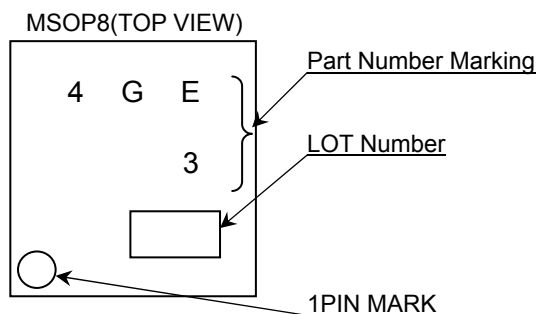 MSOP8(TOP VIEW)
Part Number Marking
4 G E
3
LOT Number
1PIN MARK